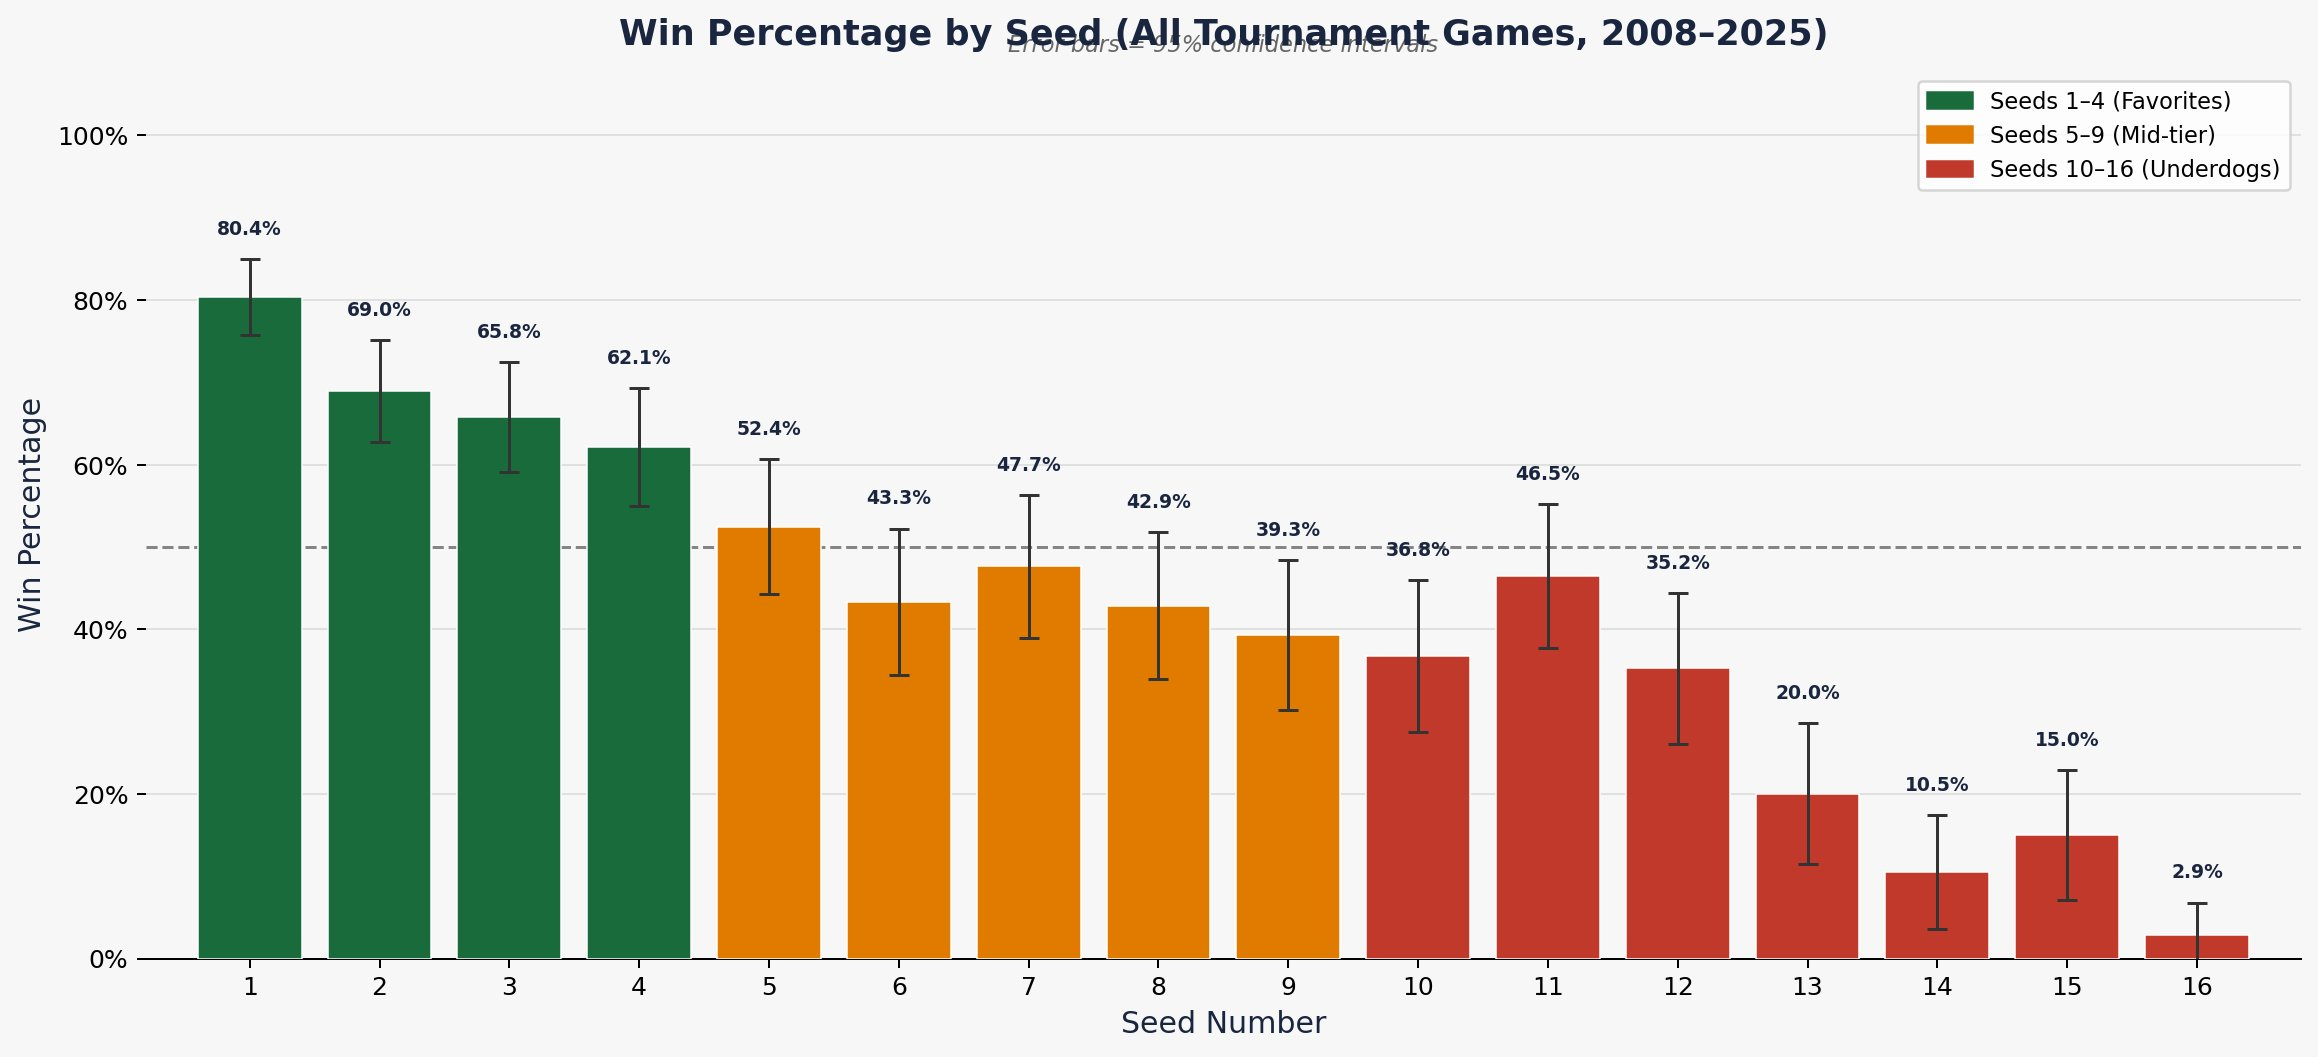 Win Percentage by Seed (All Tournament Games, 2008–2025)
Error bars = 95% confidence intervals
Seeds 1–4 (Favorites)
Seeds 5–9 (Mid-tier)
Seeds 10–16 (Underdogs)
Win Percentage
100%
80%
60%
40%
20%
0%
80.4%
69.0%
65.8%
62.1%
52.4%
43.3%
47.7%
42.9%
39.3%
36.8%
46.5%
35.2%
20.0%
10.5%
15.0%
2.9%
1 2 3 4 5 6 7 8 9 10 11 12 13 14 15 16
Seed Number